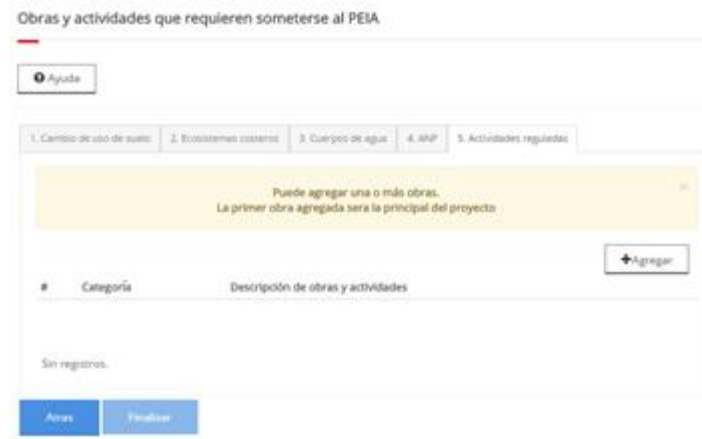 Obras y actividades que requieren someterse al PEIA
Ayuda
1. Cambio de uso de suelo 2. Ecosistemas costeros 3. Cuerpos de agua 4. ANP 5. Actividades reguladas
Puede agregar una o más obras.
La primer obra agregada sera la principal del proyecto
Agregar
# Categoría Descripción de obras y actividades
Sin registros.
Atras Finalizar